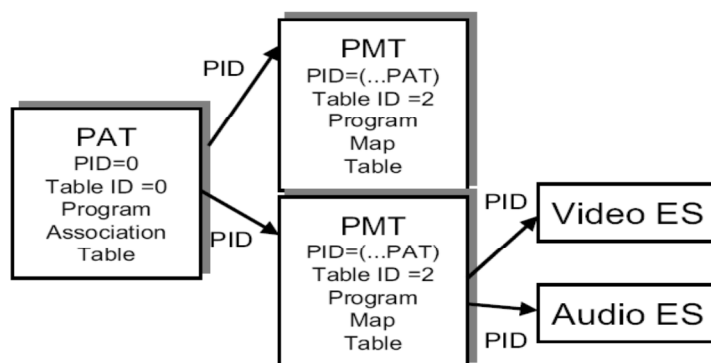 PAT
PID=0
Table ID =0
Program
Association
Table
PID
PID
PMT
PID=(...PAT)
Table ID =2
Program
Map
Table
PMT
PID=(...PAT)
Table ID =2
Program
Map
Table
PID
PID
Video ES
Audio ES